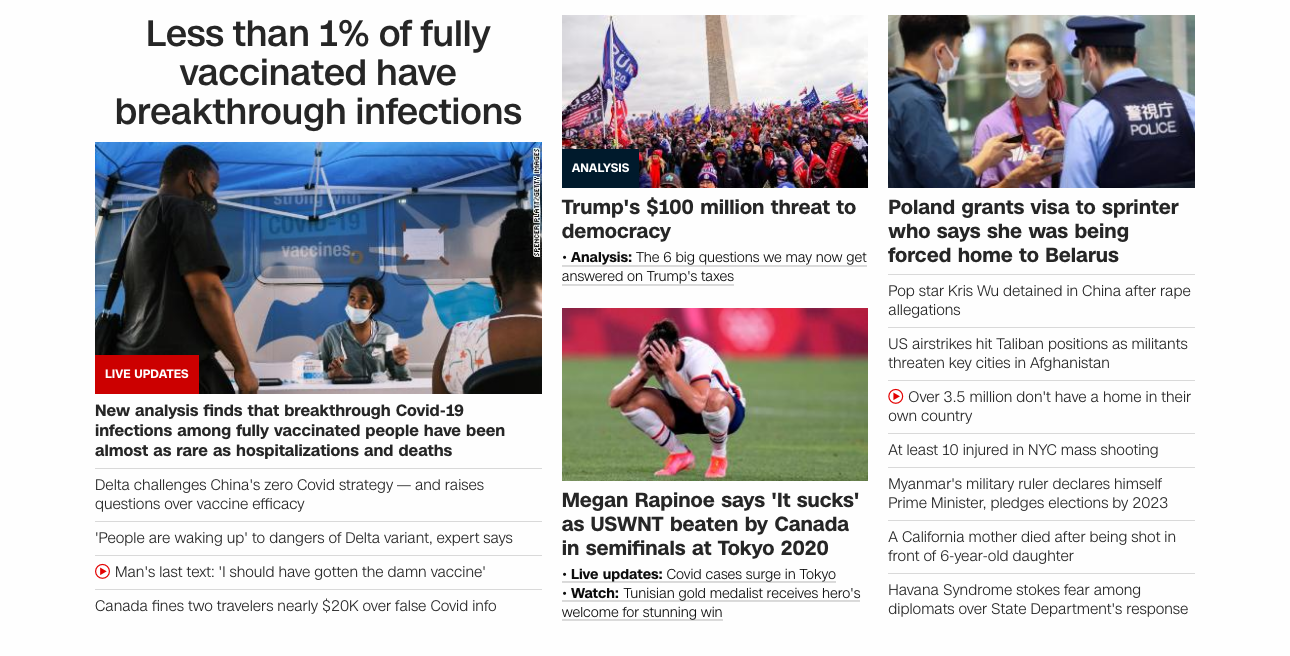 Less than 1% of fully
vaccinated have
breakthrough infections
strong with
COVID-19
vaccines
SPENCER PLATT/GETTY IMAGES
LIVE UPDATES
New analysis finds that breakthrough Covid-19
infections among fully vaccinated people have been
almost as rare as hospitalizations and deaths
Delta challenges China's zero Covid strategy — and raises
questions over vaccine efficacy
'People are waking up' to dangers of Delta variant, expert says
Man's last text: 'I should have gotten the damn vaccine'
Canada fines two travelers nearly $20K over false Covid info
ANALYSIS
Trump's $100 million threat to
democracy
• Analysis: The 6 big questions we may now get
answered on Trump's taxes
Megan Rapinoe says 'It sucks'
as USWNT beaten by Canada
in semifinals at Tokyo 2020
• Live updates: Covid cases surge in Tokyo
• Watch: Tunisian gold medalist receives hero's
welcome for stunning win
警視庁
POLICE
Poland grants visa to sprinter
who says she was being
forced home to Belarus
Pop star Kris Wu detained in China after rape
allegations
US airstrikes hit Taliban positions as militants
threaten key cities in Afghanistan
Over 3.5 million don't have a home in their
own country
At least 10 injured in NYC mass shooting
Myanmar's military ruler declares himself
Prime Minister, pledges elections by 2023
A California mother died after being shot in
front of 6-year-old daughter
Havana Syndrome stokes fear among
diplomats over State Department's response